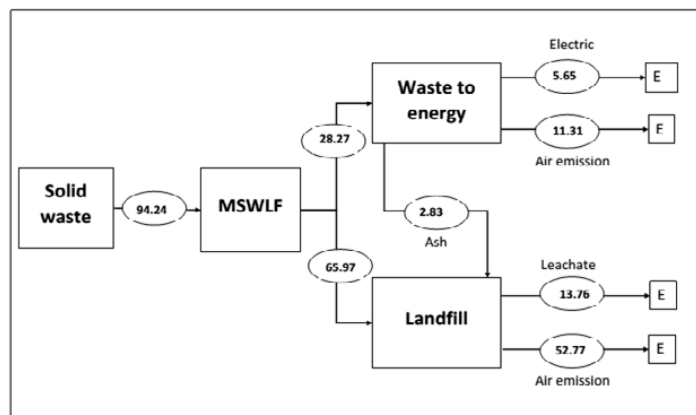 Electric
5.65
E
Waste to
energy
28.27
11.31
E
Air emission
Solid
waste
94.24
MSWLF
2.83
Ash
65.97
Leachate
13.76
E
Landfill
52.77
E
Air emission